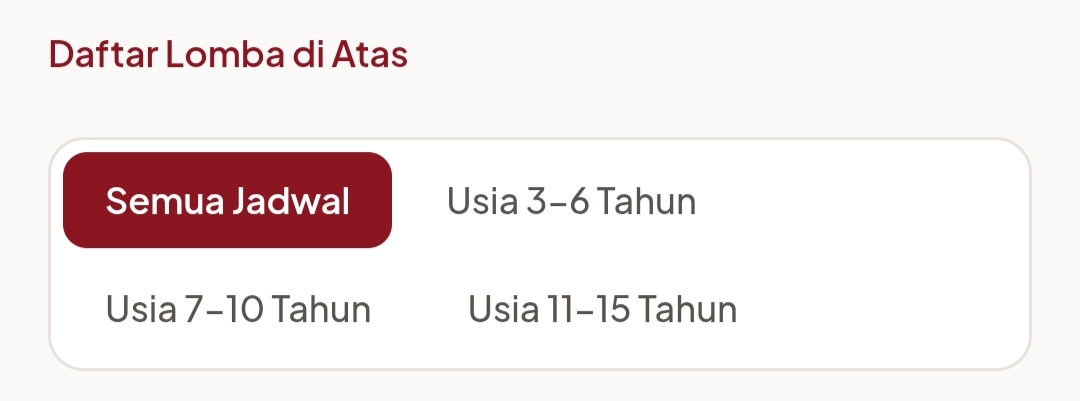 Daftar Lomba di Atas
Semua Jadwal Usia 3–6 Tahun
Usia 7–10 Tahun Usia 11–15 Tahun